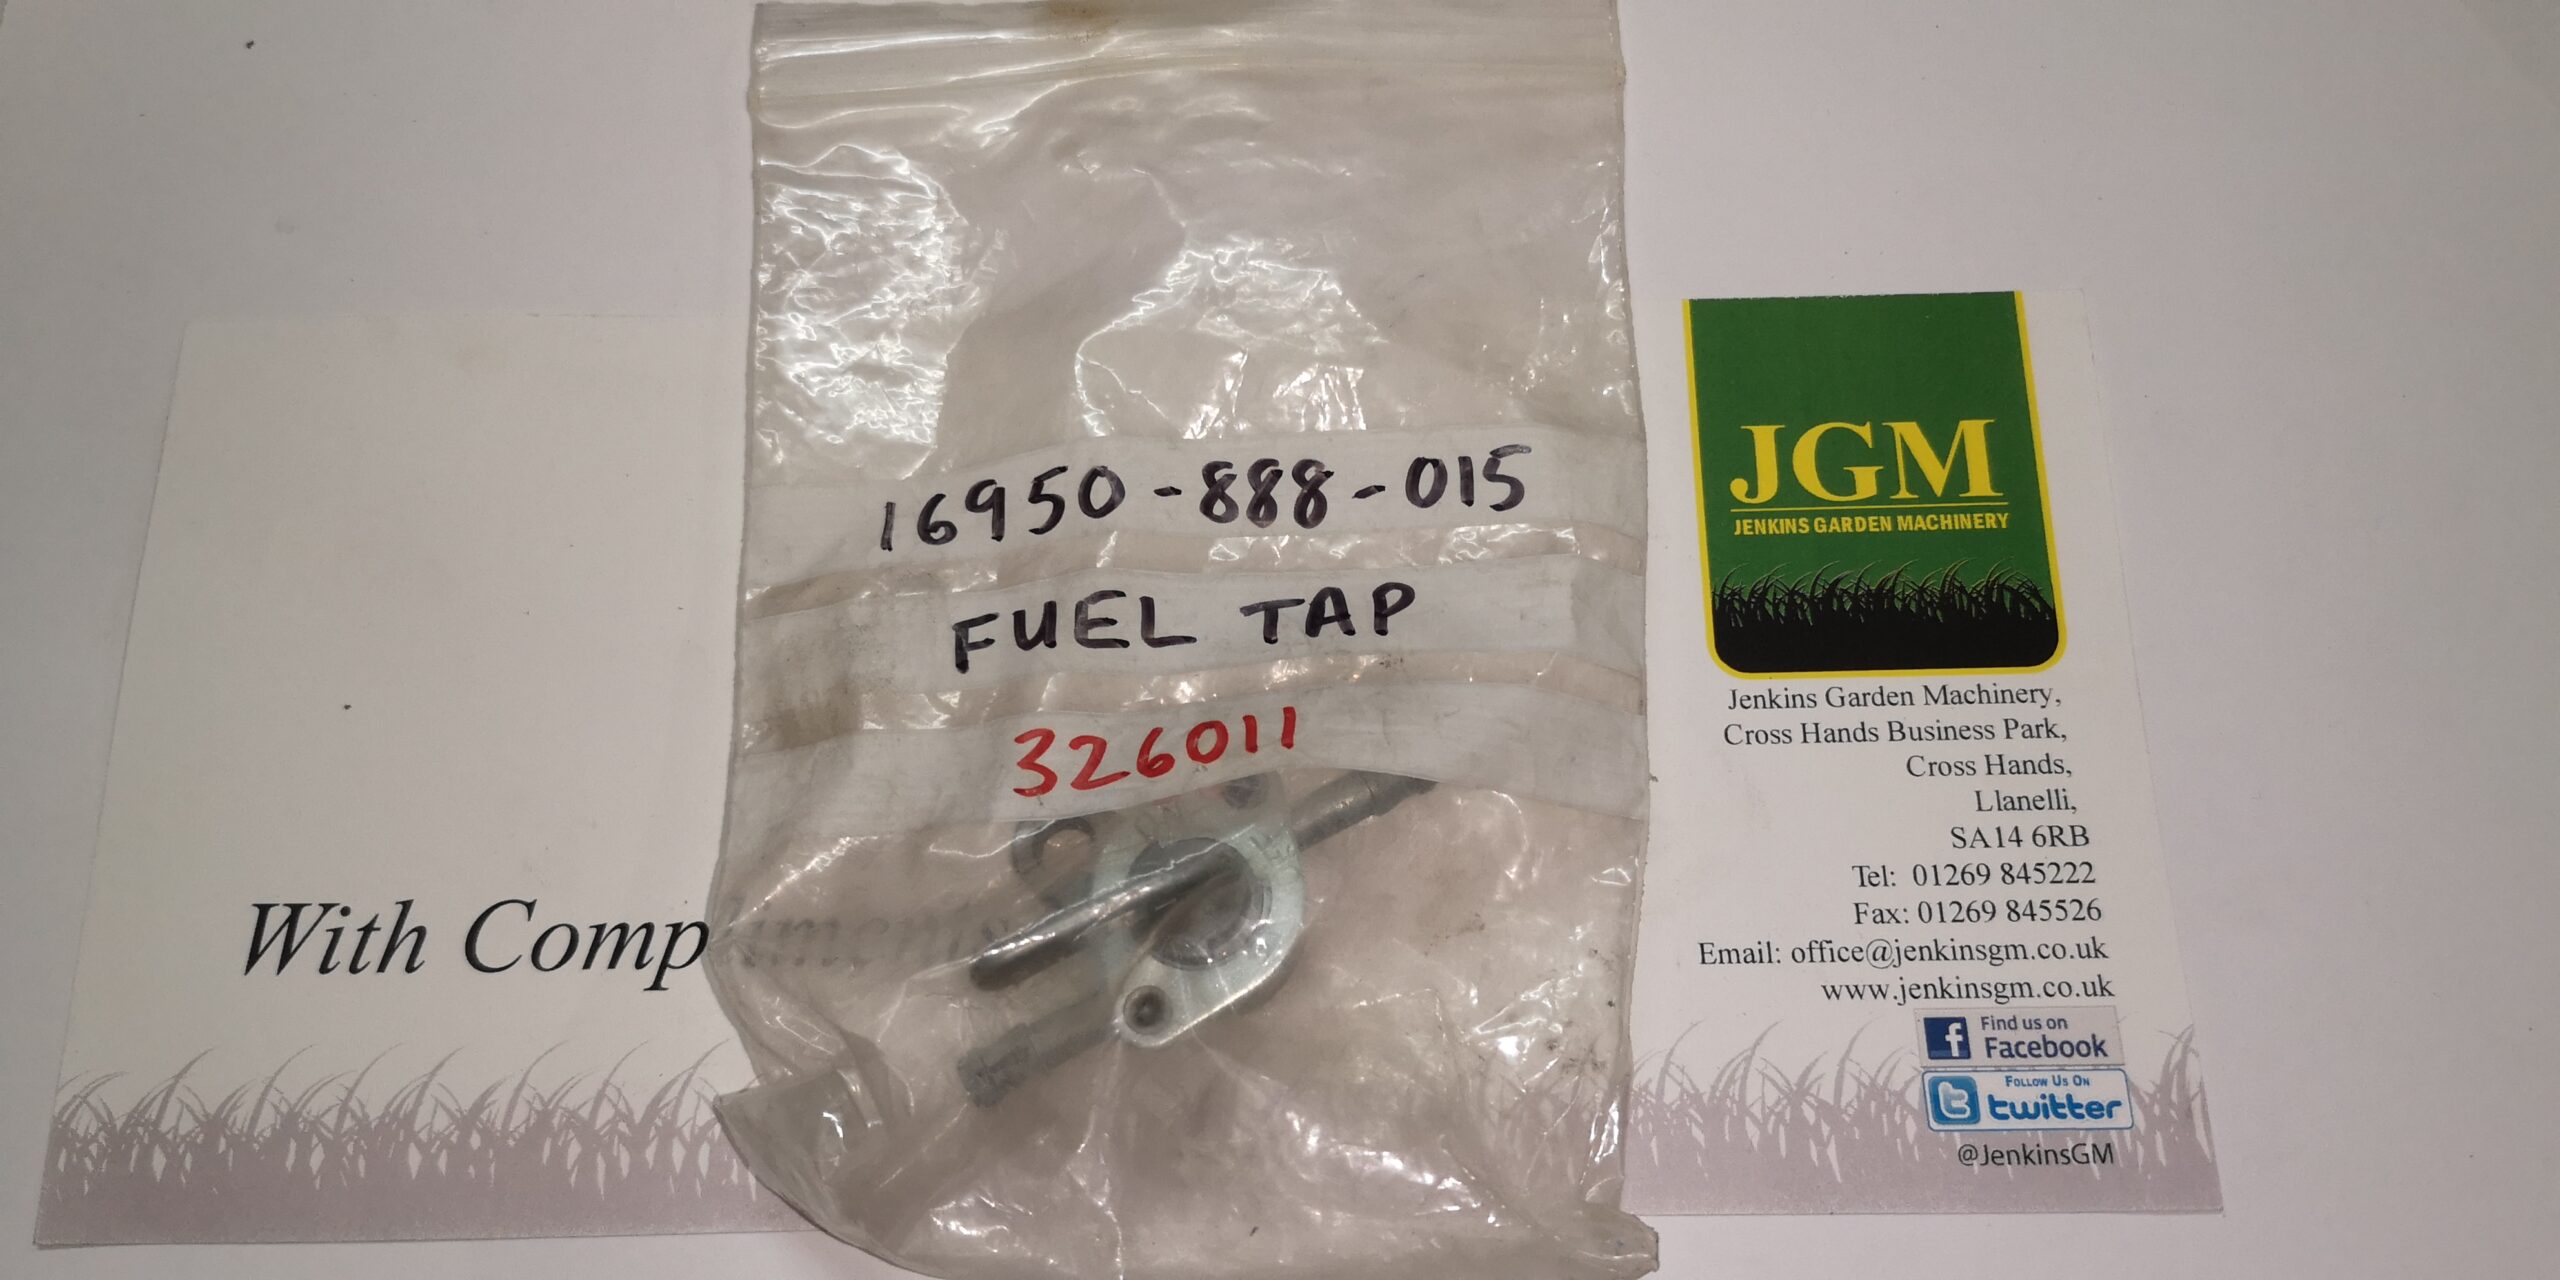 16950-888-015
FUEL TAP
326011
With Compliments
JGM
JENKINS GARDEN MACHINERY
Jenkins Garden Machinery,
Cross Hands Business Park,
Cross Hands,
Llanelli,
SA14 6RB
Tel: 01269 845222
Fax: 01269 845526
Email: office@jenkinsgm.co.uk
www.jenkinsgm.co.uk
f
Find us on
Facebook
t
FOLLOW US ON
twitter
@JenkinsGM